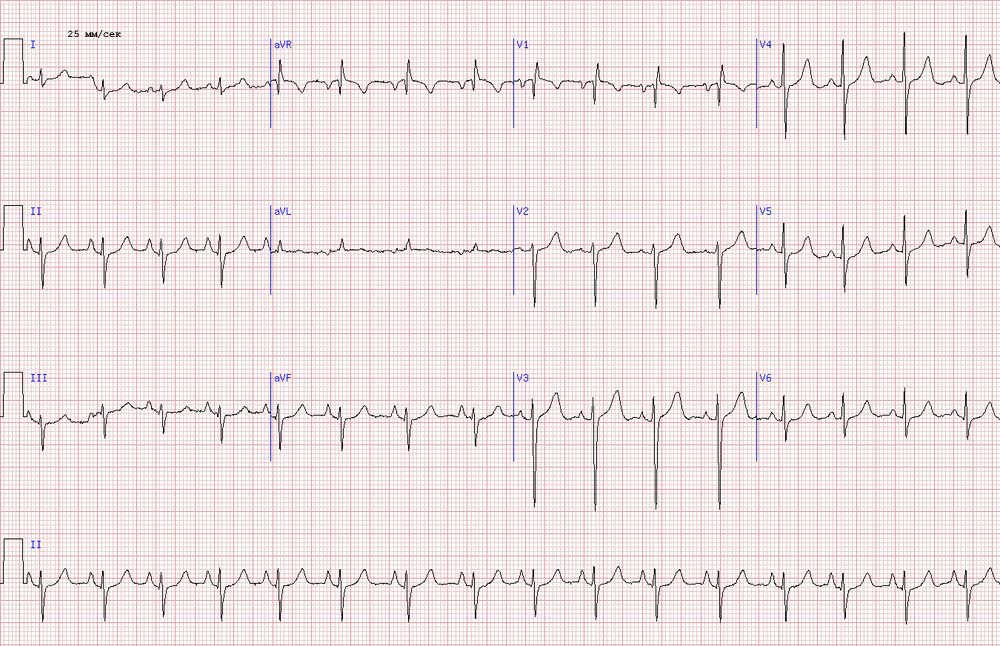 25 мм/сек
I aVR V1 V4
II aVL V2 V5
III aVF V3 V6
II